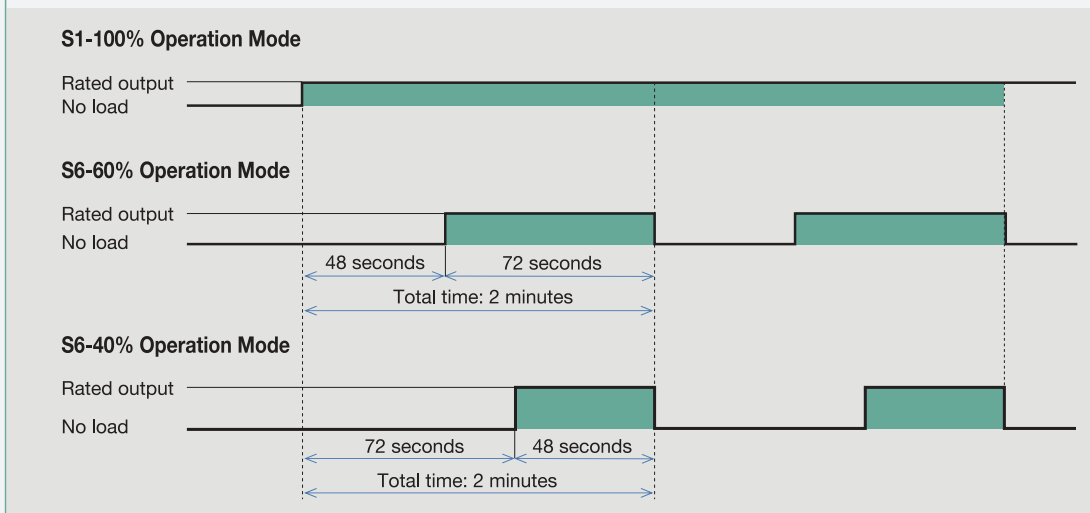 S1-100% Operation Mode
Rated output
No load
S6-60% Operation Mode
Rated output
No load
48 seconds
72 seconds
Total time: 2 minutes
S6-40% Operation Mode
Rated output
No load
72 seconds
48 seconds
Total time: 2 minutes